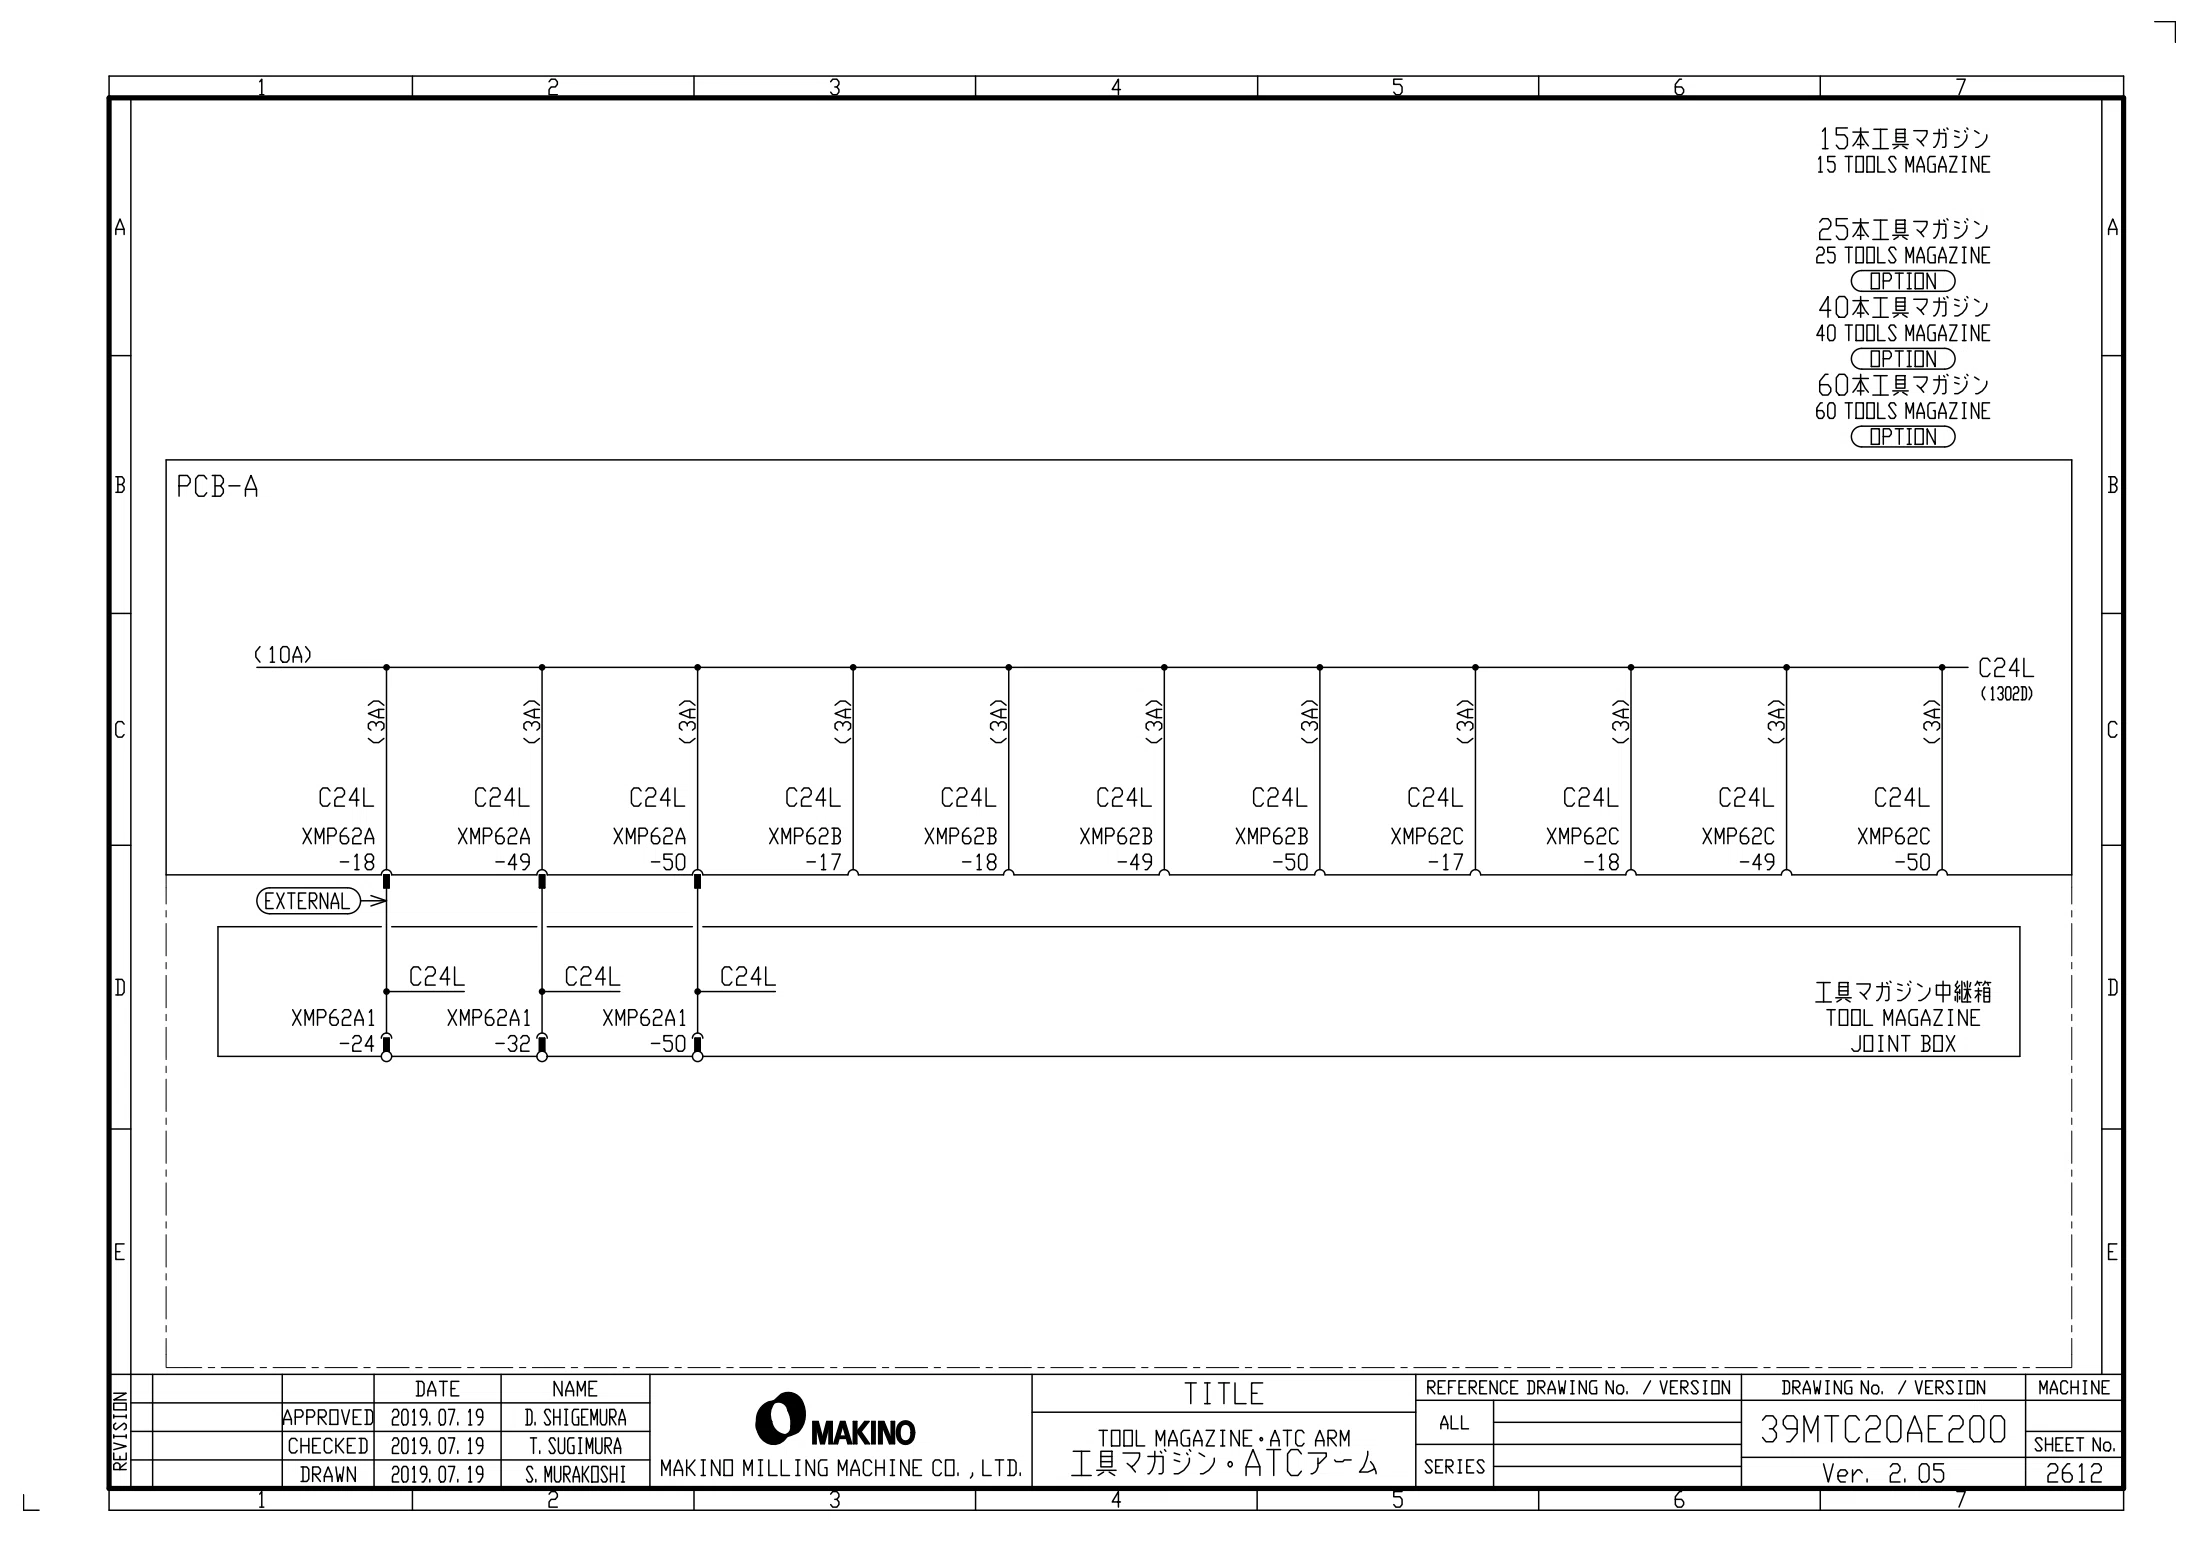 1 2 3 4 5 6 7
15本工具マガジン
15 TOOLS MAGAZINE
A A
25本工具マガジン
25 TOOLS MAGAZINE
OPTION
40本工具マガジン
40 TOOLS MAGAZINE
OPTION
60本工具マガジン
60 TOOLS MAGAZINE
OPTION
B B
PCB-A
(10A)
C24L
(1302D)
C C
(3A) (3A) (3A) (3A) (3A) (3A) (3A) (3A) (3A) (3A) (3A)
C24L C24L C24L C24L C24L C24L C24L C24L C24L C24L C24L
XMP62A XMP62A XMP62A XMP62B XMP62B XMP62B XMP62B XMP62C XMP62C XMP62C XMP62C
-18 -49 -50 -17 -18 -49 -50 -17 -18 -49 -50
EXTERNAL
C24L C24L C24L
D D
工具マガジン中継箱
XMP62A1 XMP62A1 XMP62A1 TOOL MAGAZINE
-24 -32 -50 JOINT BOX
E E
REVISION
DATE NAME
APPROVED 2019.07.19 D. SHIGEMURA
CHECKED 2019.07.19 T. SUGIMURA
DRAWN 2019.07.19 S. MURAKOSHI
MAKINO
MAKINO MILLING MACHINE CO.,LTD.
TITLE
TOOL MAGAZINE・ATC ARM
工具マガジン・ATCアーム
REFERENCE DRAWING No. / VERSION
ALL
SERIES
DRAWING No. / VERSION
39MTC20AE200
Ver. 2.05
MACHINE
SHEET No.
2612
1 2 3 4 5 6 7